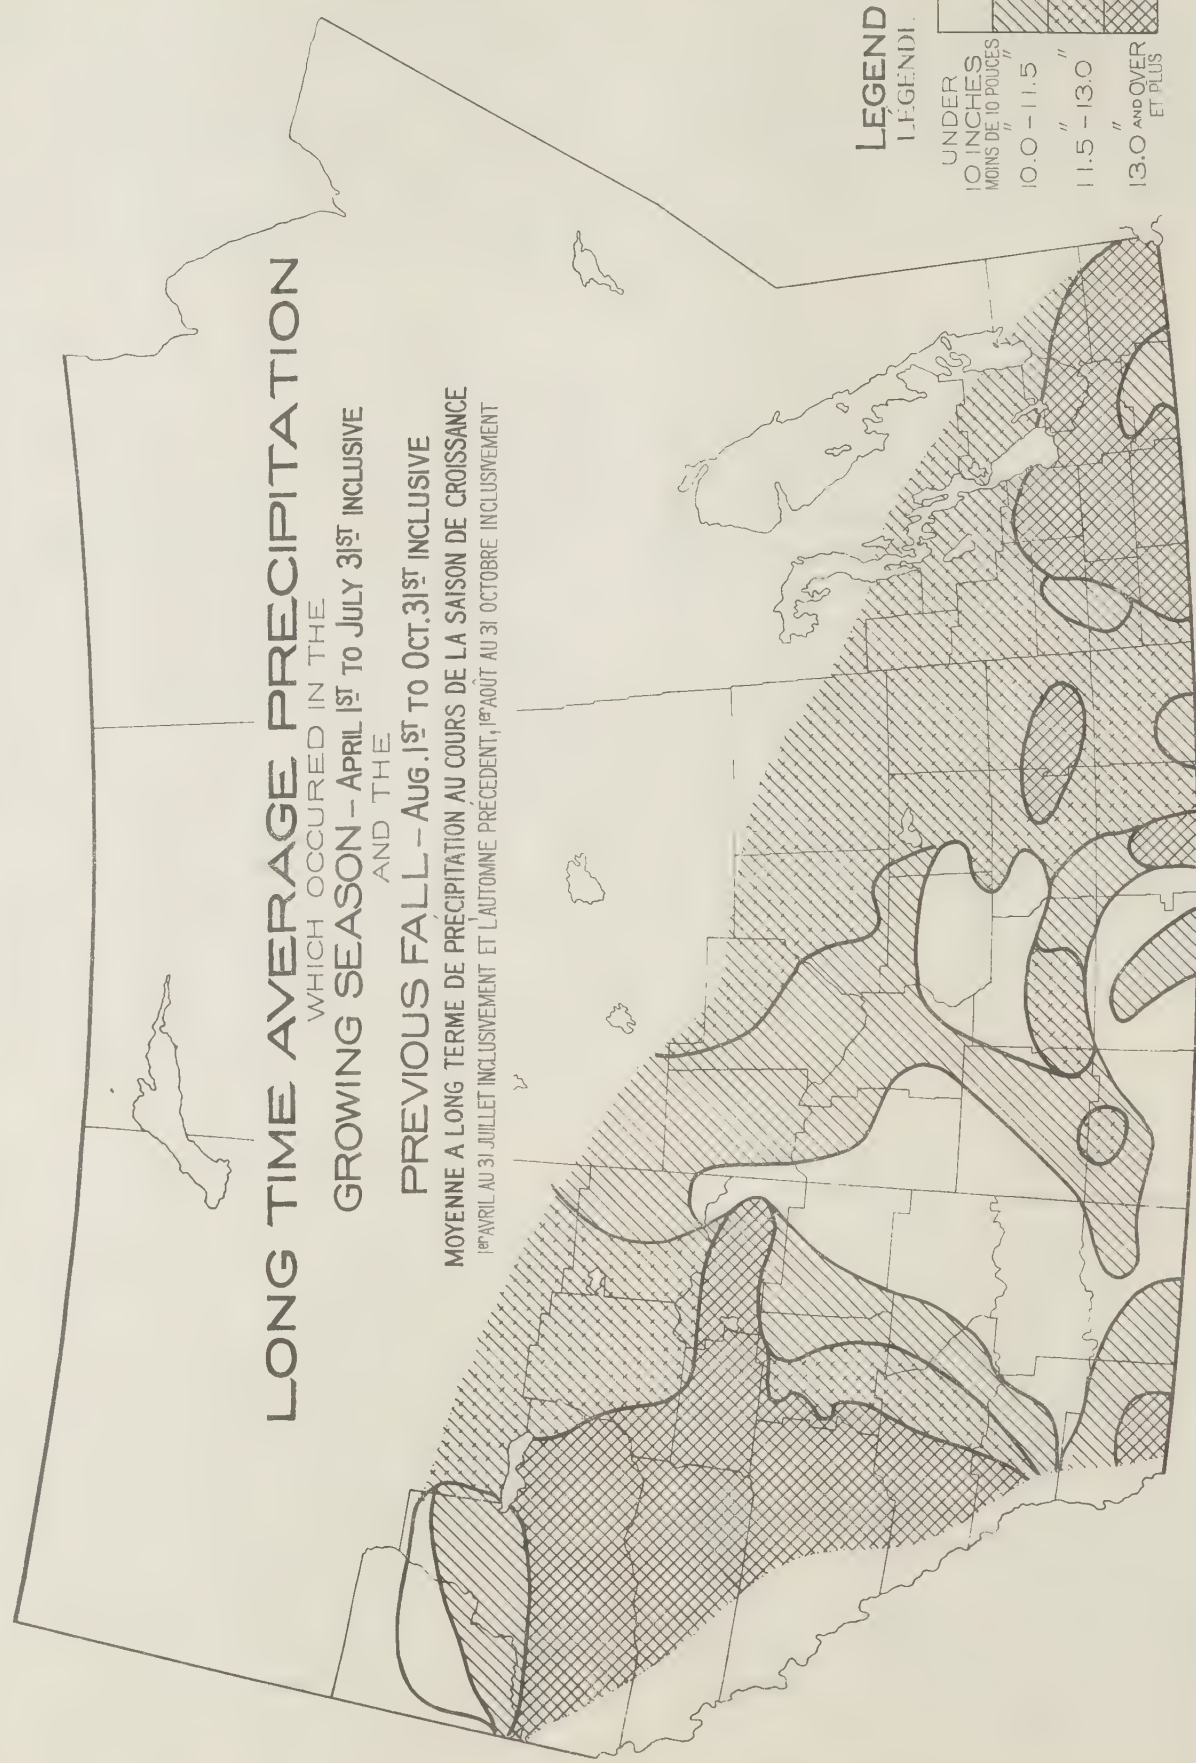 LONG TIME AVERAGE PRECIPITATION
WHICH OCCURED IN THE
GROWING SEASON – APRIL 1ST TO JULY 31ST INCLUSIVE
AND THE
PREVIOUS FALL – AUG. 1ST TO OCT. 31ST INCLUSIVE
MOYENNE A LONG TERME DE PRÉCIPITATION AU COURS DE LA SAISON DE CROISSANCE
1er AVRIL AU 31 JUILLET INCLUSIVEMENT ET L'AUTOMNE PRÉCEDENT, 1er AOÛT AU 31 OCTOBRE INCLUSIVEMENT
LEGEND
LÉGENDE
UNDER
10 INCHES
MOINS DE 10 POUCES
10.0 – 11.5 " "
11.5 – 13.0 " "
13.0 AND OVER "
ET PLUS